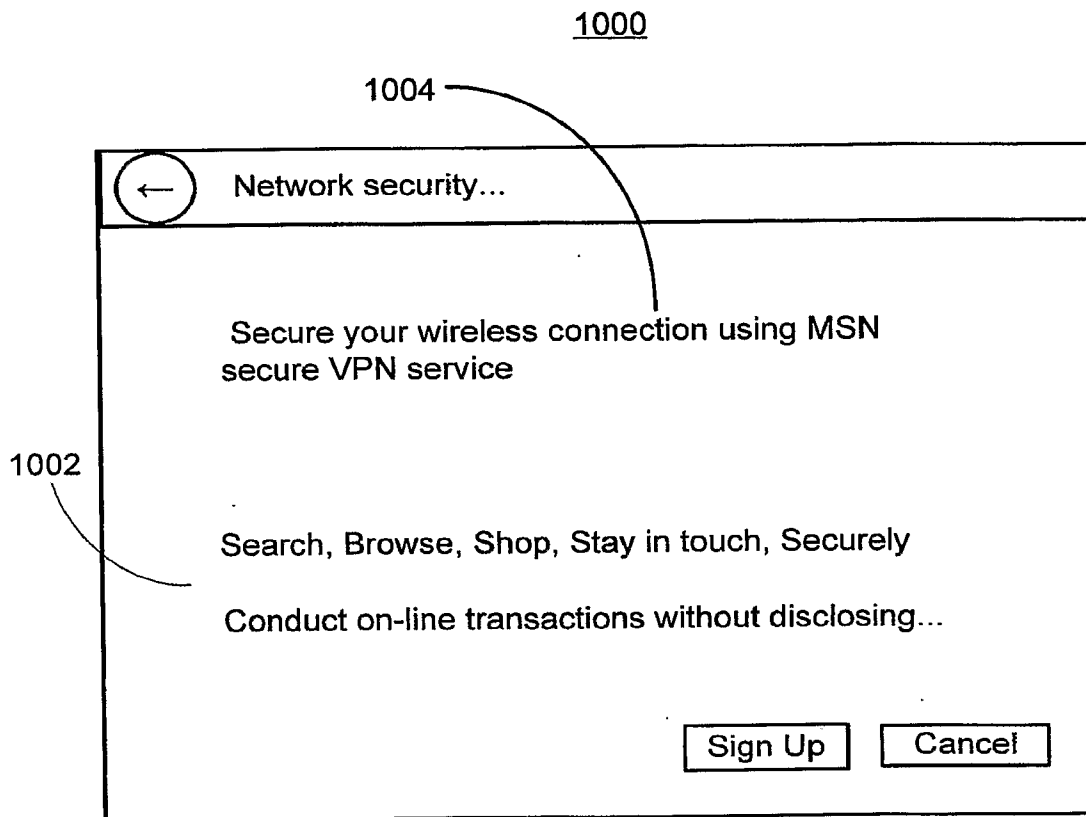 1000
1004
← Network security...
Secure your wireless connection using MSN
secure VPN service
1002
Search, Browse, Shop, Stay in touch, Securely
Conduct on-line transactions without disclosing...
Sign Up
Cancel